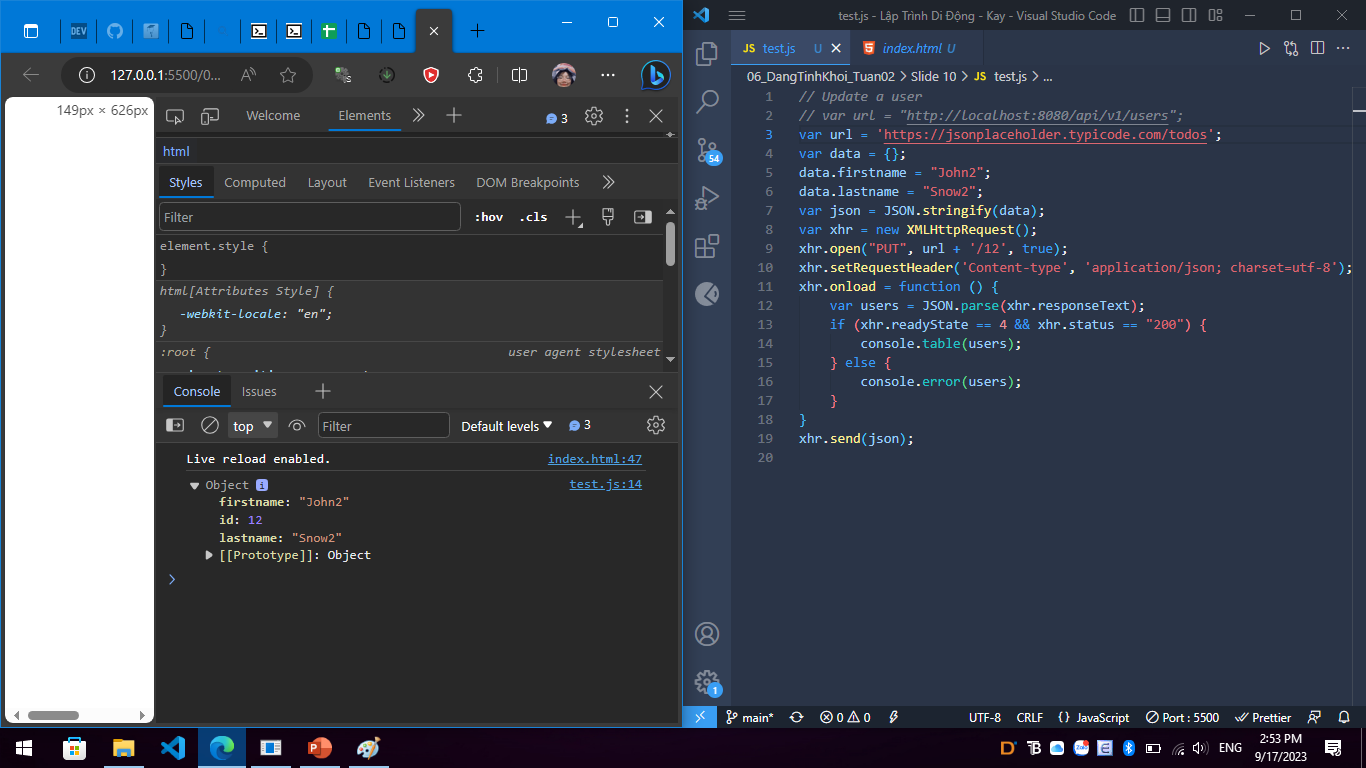 DEV
127.0.0.1:5500/0...
149px × 626px
Welcome
Elements
3
html
Styles
Computed
Layout
Event Listeners
DOM Breakpoints
Filter
:hov
.cls
element.style {
}
html[Attributes Style] {
-webkit-locale: "en";
}
:root {
user agent stylesheet
Console
Issues
top
Filter
Default levels
3
Live reload enabled.
index.html:47
Object i
test.js:14
firstname: "John2"
id: 12
lastname: "Snow2"
[[Prototype]]: Object
test.js - Lập Trình Di Động - Kay - Visual Studio Code
JS test.js U
index.html U
06_DangTinhKhoi_Tuan02 > Slide 10 > JS test.js > ...
1 // Update a user
2 // var url = "http://localhost:8080/api/v1/users";
3 var url = 'https://jsonplaceholder.typicode.com/todos';
4 var data = {};
5 data.firstname = "John2";
6 data.lastname = "Snow2";
7 var json = JSON.stringify(data);
8 var xhr = new XMLHttpRequest();
9 xhr.open("PUT", url + '/12', true);
10 xhr.setRequestHeader('Content-type', 'application/json; charset=utf-8');
11 xhr.onload = function () {
12 var users = JSON.parse(xhr.responseText);
13 if (xhr.readyState == 4 && xhr.status == "200") {
14 console.table(users);
15 } else {
16 console.error(users);
17 }
18 }
19 xhr.send(json);
20
54
1
main*
0 0
UTF-8
CRLF
{} JavaScript
Port : 5500
Prettier
ENG
2:53 PM
9/17/2023